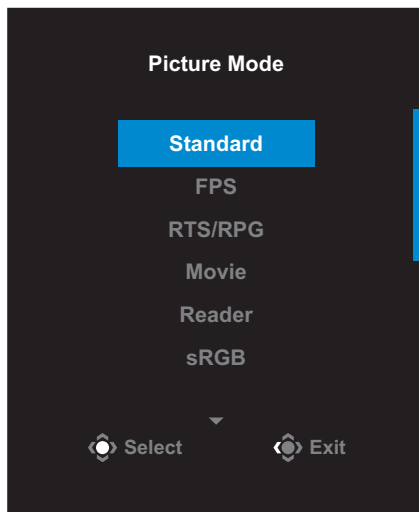 Picture Mode
Standard
FPS
RTS/RPG
Movie
Reader
sRGB
Select Exit